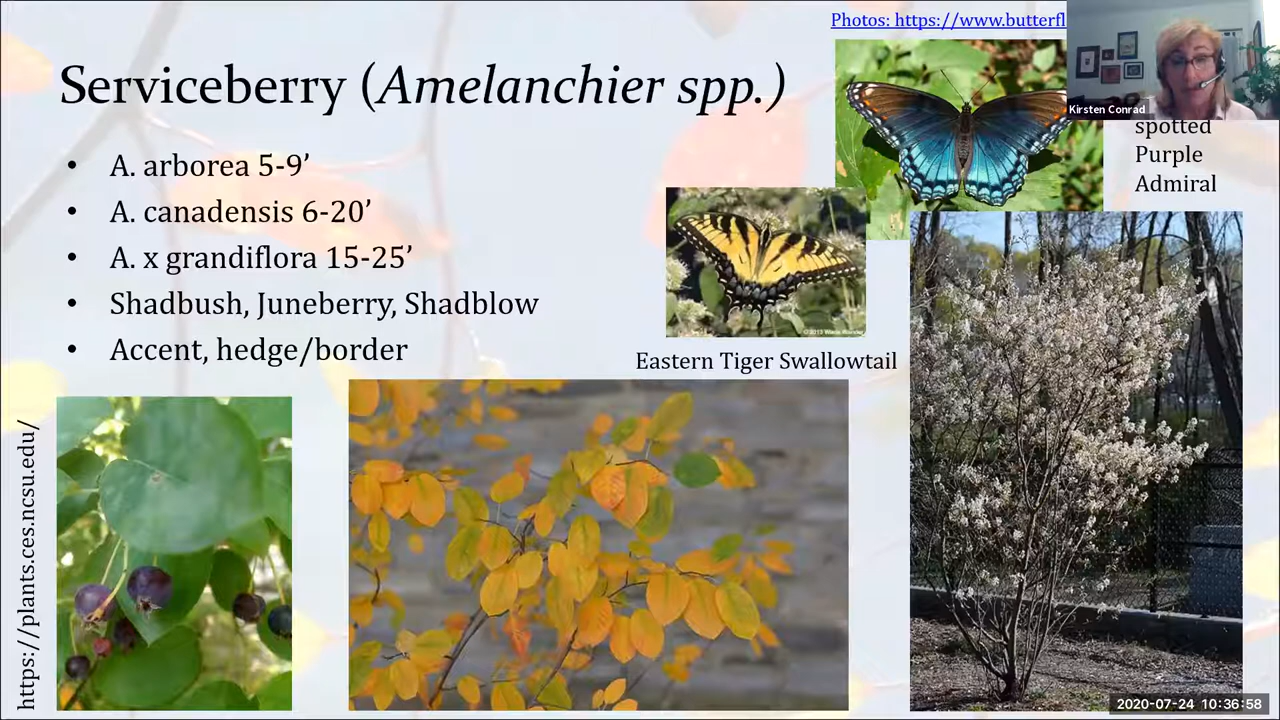 Photos: https://www.butterfl
Kirsten Conrad
Serviceberry (Amelanchier spp.)
spotted
Purple
Admiral
• A. arborea 5-9’
• A. canadensis 6-20’
• A. x grandiflora 15-25’
• Shadbush, Juneberry, Shadblow
• Accent, hedge/border
Eastern Tiger Swallowtail
https://plants.ces.ncsu.edu/
2020-07-24 10:36:58